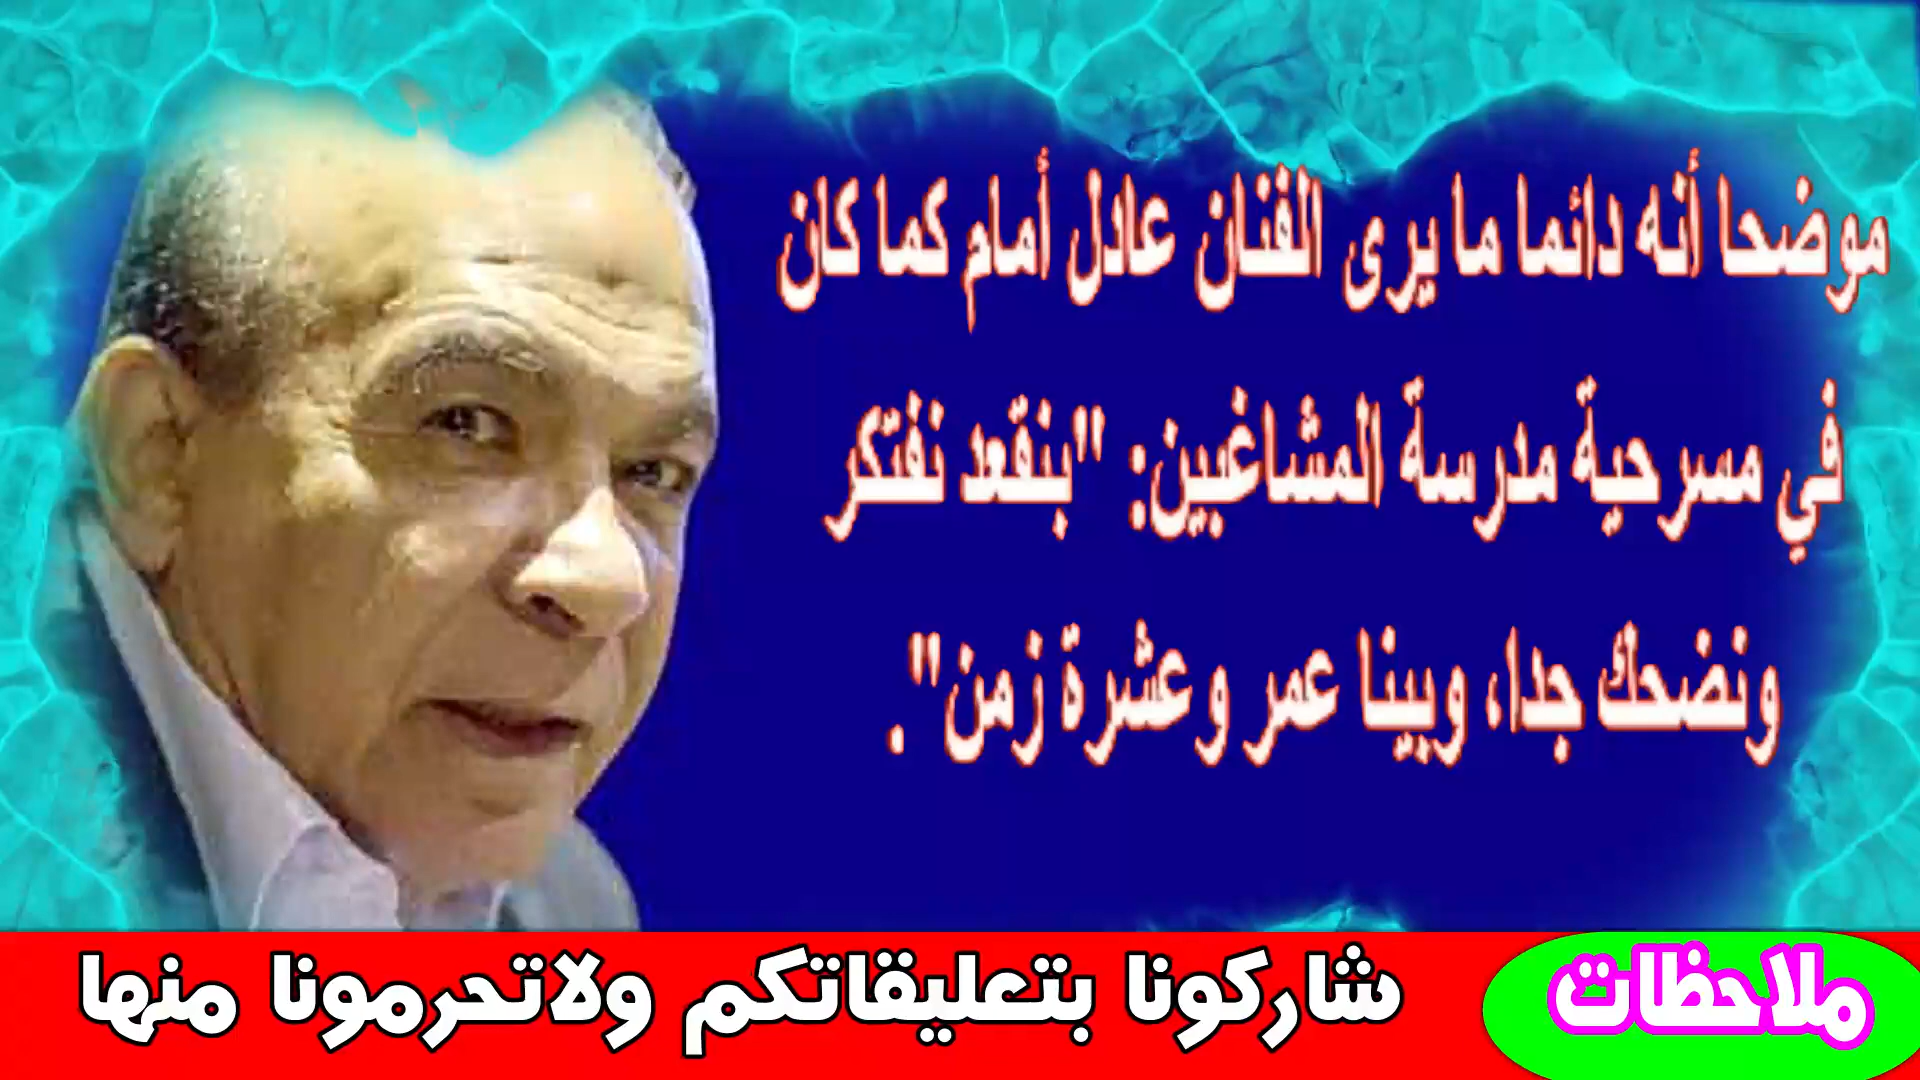 موضحا أنه دائما ما يرى الفنان عادل أمام كما كان
في مسرحية مدرسة المشاغبين: "بنقعد نفتكر
ونضحك جدا، وبينا عمر وعشرة زمن".
ملاحظات
شاركونا بتعليقاتكم ولاتحرمونا منها